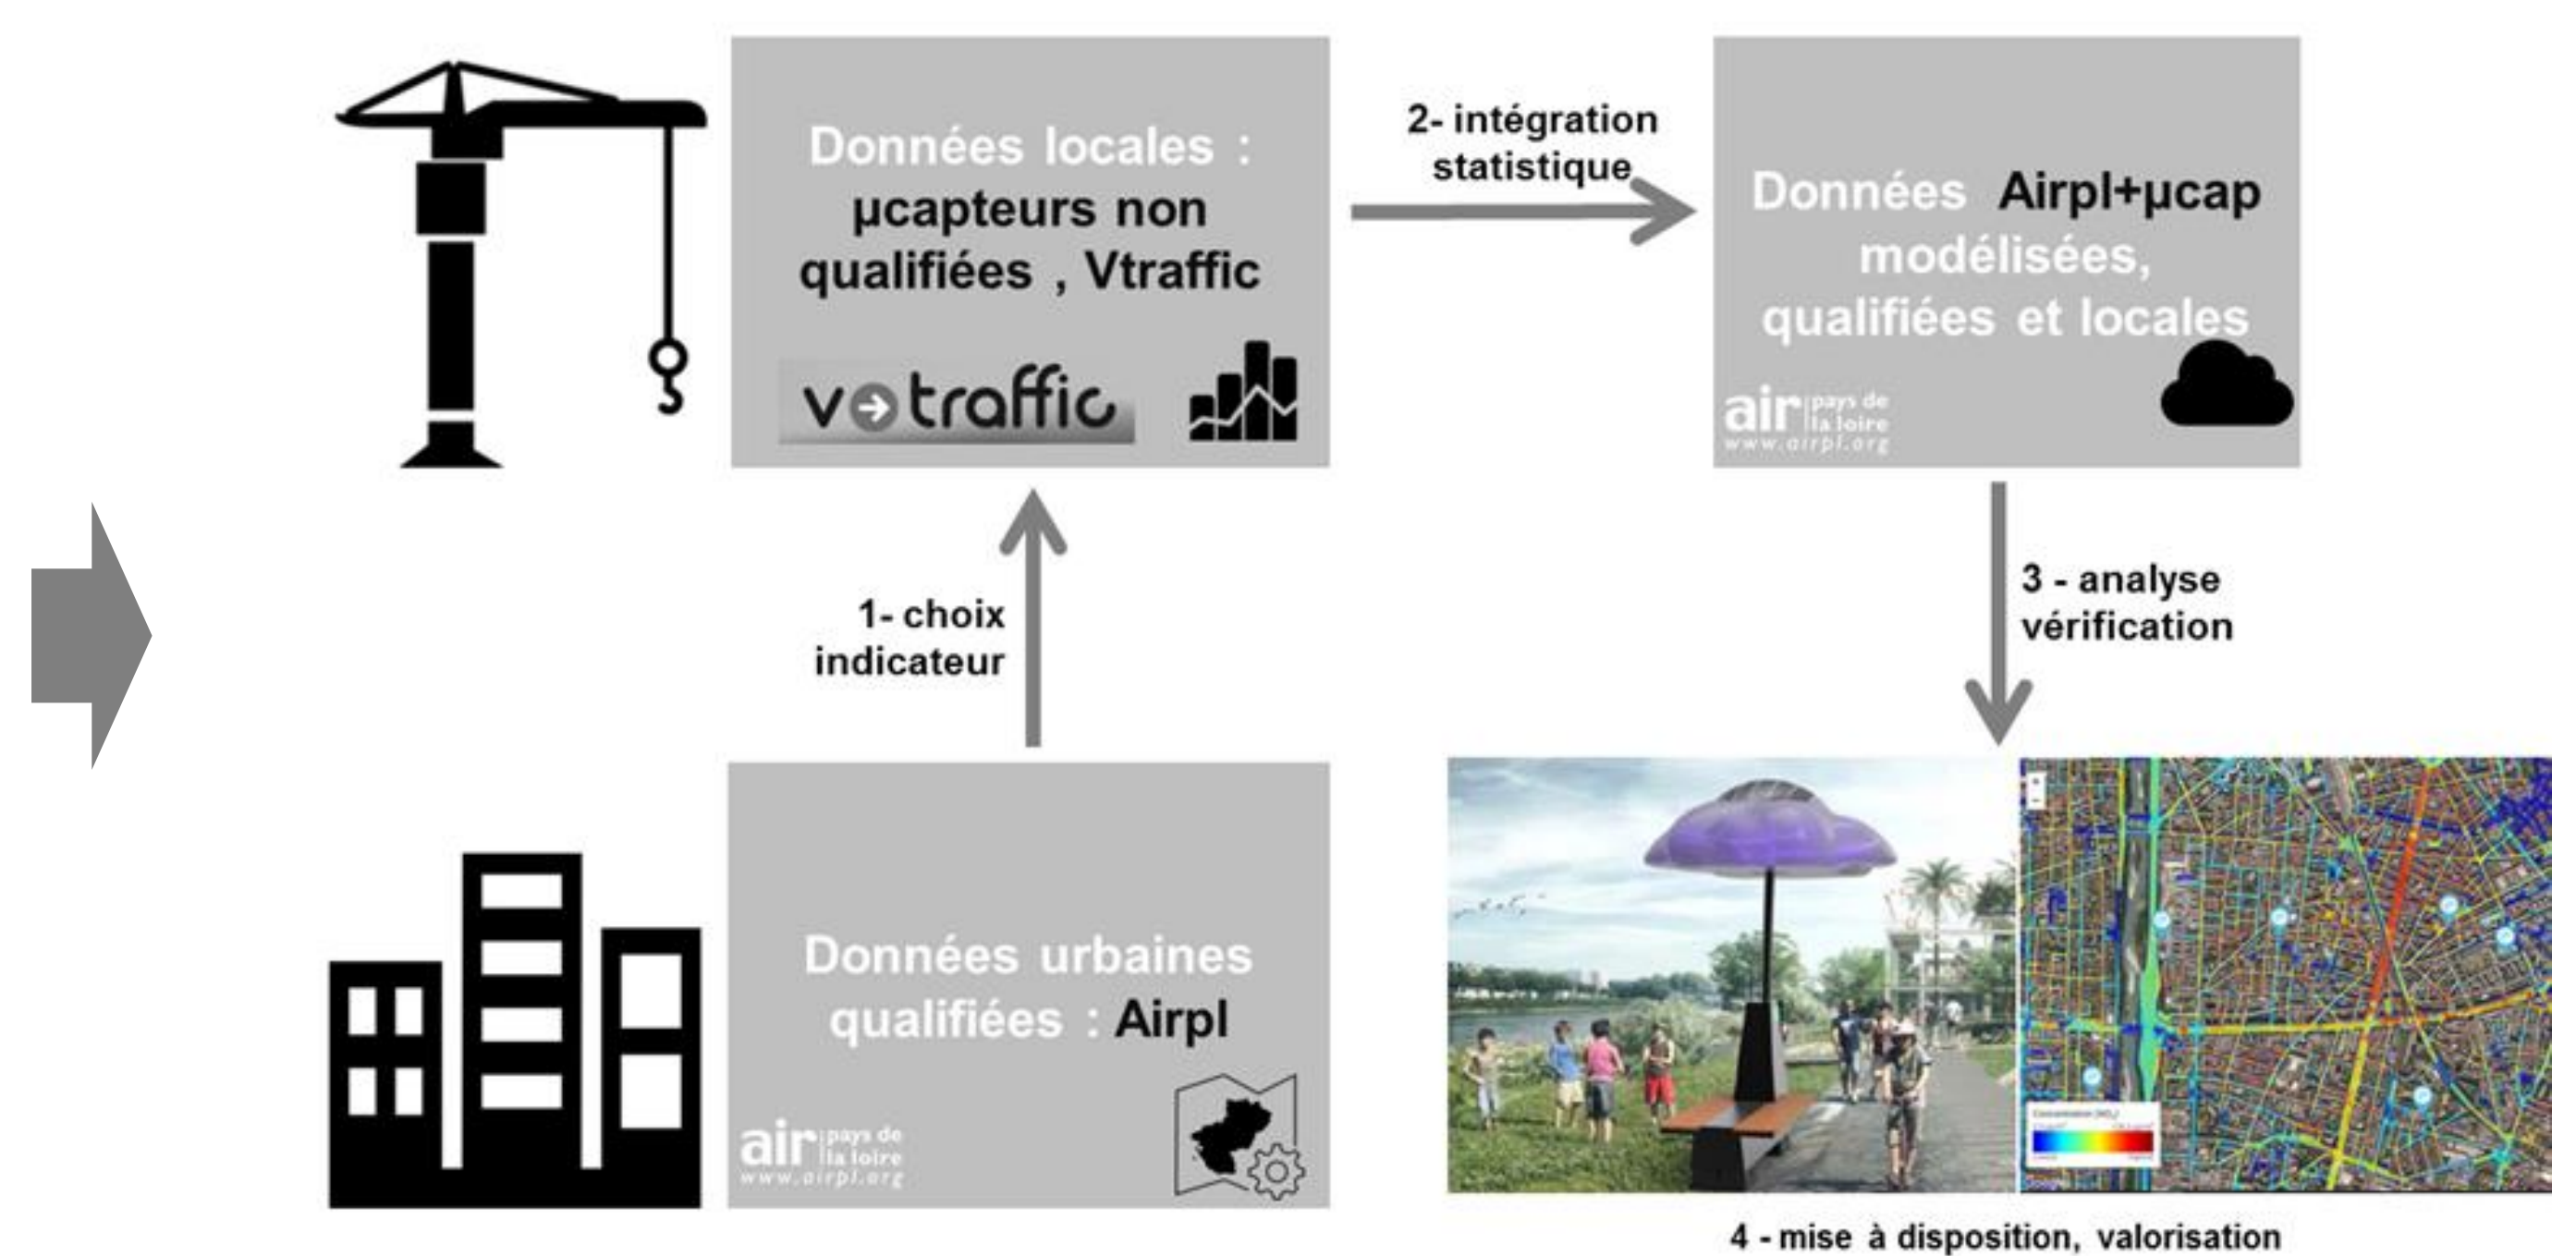 Données locales :
µcapteurs non
qualifiées , Vtraffic
v traffic
2- intégration
statistique
Données Airpl+µcap
modélisées,
qualifiées et locales
air pays de
la loire
www.airpl.org
1- choix
indicateur
3 - analyse
vérification
Données urbaines
qualifiées : Airpl
air pays de
la loire
www.airpl.org
4 - mise à disposition, valorisation